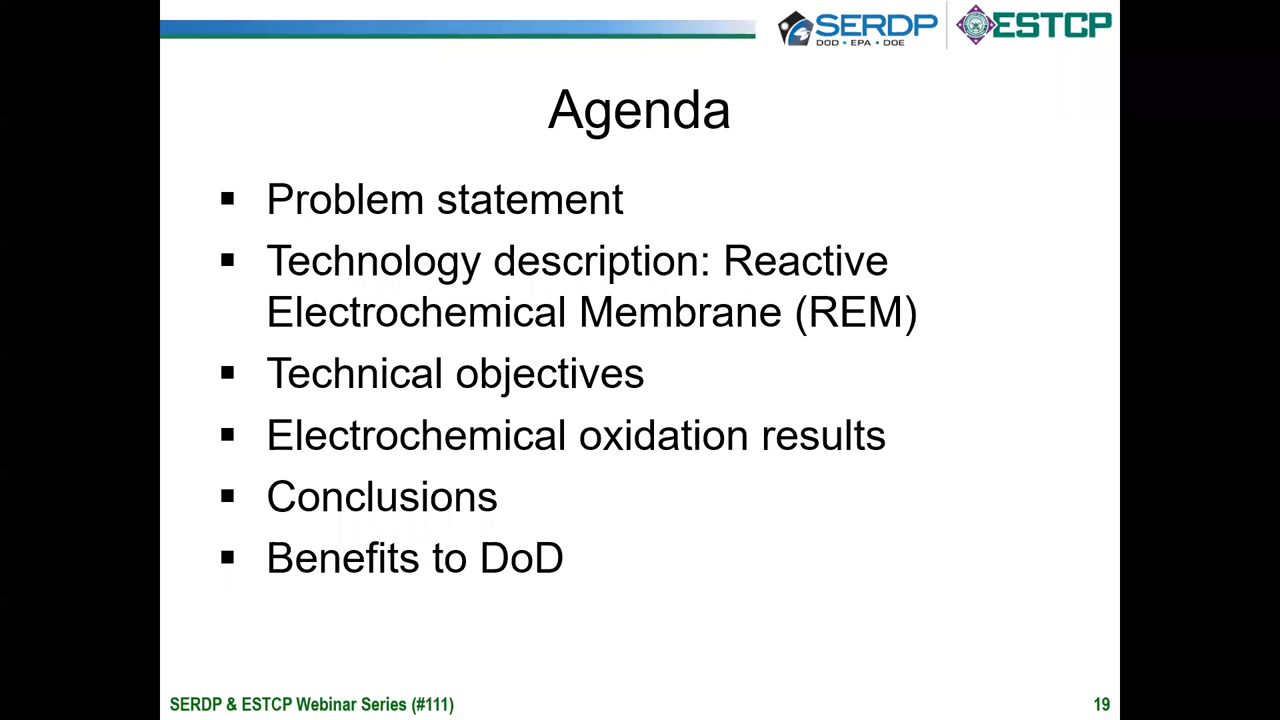 SERDP
DOD • EPA • DOE
ESTCP
Agenda
▪ Problem statement
▪ Technology description: Reactive
Electrochemical Membrane (REM)
▪ Technical objectives
▪ Electrochemical oxidation results
▪ Conclusions
▪ Benefits to DoD
SERDP & ESTCP Webinar Series (#111)
19